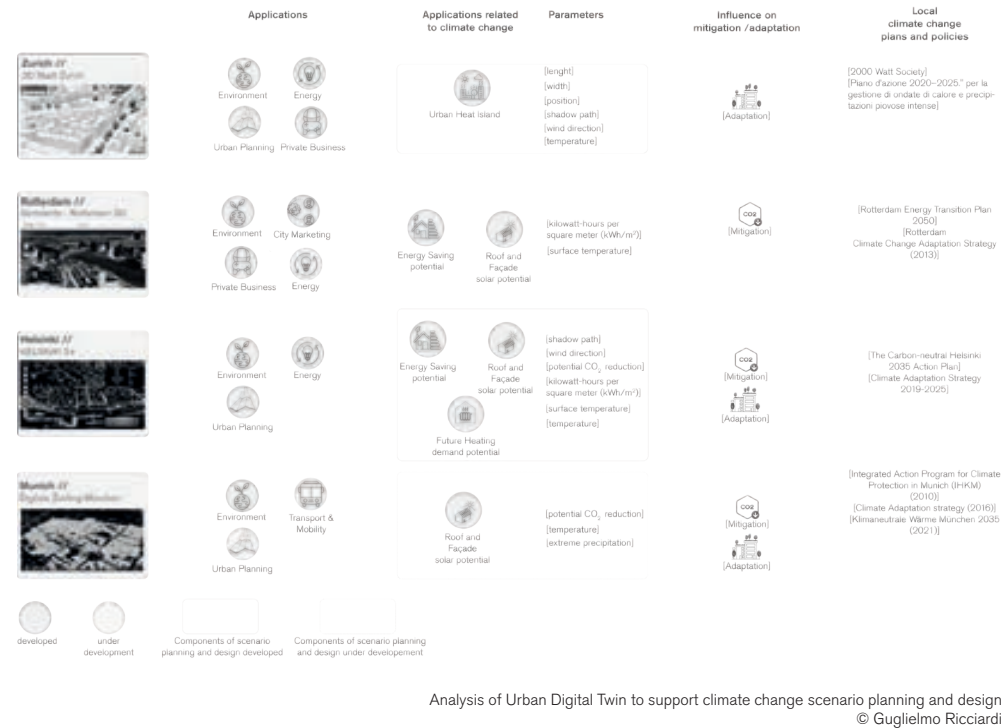 Applications
Applications related
to climate change
Parameters
Influence on
mitigation /adaptation
Local
climate change
plans and policies
Zurich //
Environment
Energy
Urban Planning
Private Business
Urban Heat Island
[lenght]
[width]
[position]
[shadow path]
[wind direction]
[temperature]
[Adaptation]
[2000 Watt Society]
[Piano d'azione 2020–2025." per la
gestione di ondate di calore e precipi-
tazioni piovose intense]
Rotterdam //
Environment
City Marketing
Private Business
Energy
Energy Saving
potential
Roof and
Façade
solar potential
[kilowatt-hours per
square meter (kWh/m²)]
[surface temperature]
CO2
[Mitigation]
[Rotterdam Energy Transition Plan
2050]
[Rotterdam
Climate Change Adaptation Strategy
(2013)]
Helsinki //
Environment
Energy
Urban Planning
Energy Saving
potential
Roof and
Façade
solar potential
Future Heating
demand potential
[shadow path]
[wind direction]
[potential CO₂ reduction]
[kilowatt-hours per
square meter (kWh/m²)]
[surface temperature]
[temperature]
CO2
[Mitigation]
[Adaptation]
[The Carbon-neutral Helsinki
2035 Action Plan]
[Climate Adaptation Strategy
2019-2025]
Munich //
Environment
Transport &
Mobility
Urban Planning
Roof and
Façade
solar potential
[potential CO₂ reduction]
[temperature]
[extreme precipitation]
CO2
[Mitigation]
[Adaptation]
[Integrated Action Program for Climate
Protection in Munich (IHKM)
(2010)]
[Climate Adaptation strategy (2016)]
[Klimaneutrale Wärme München 2035
(2021)]
developed
under
development
Components of scenario
planning and design developed
Components of scenario planning
and design under developement
Analysis of Urban Digital Twin to support climate change scenario planning and design
© Guglielmo Ricciardi